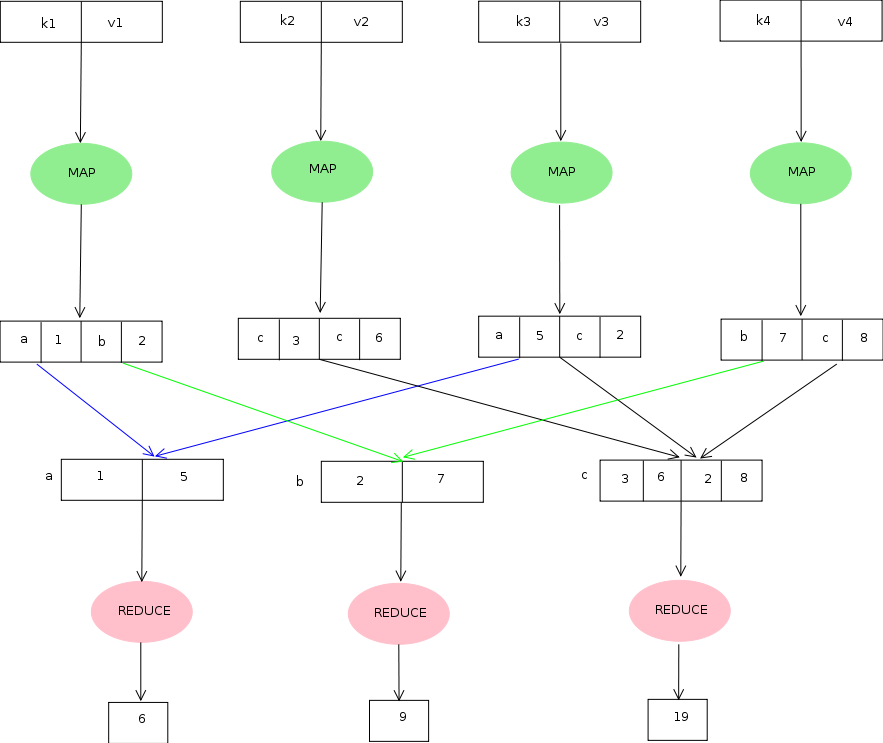 k1 v1 k2 v2 k3 v3 k4 v4
MAP MAP MAP MAP
a 1 b 2 c 3 c 6 a 5 c 2 b 7 c 8
a 1 5 b 2 7 c 3 6 2 8
REDUCE REDUCE REDUCE
6 9 19